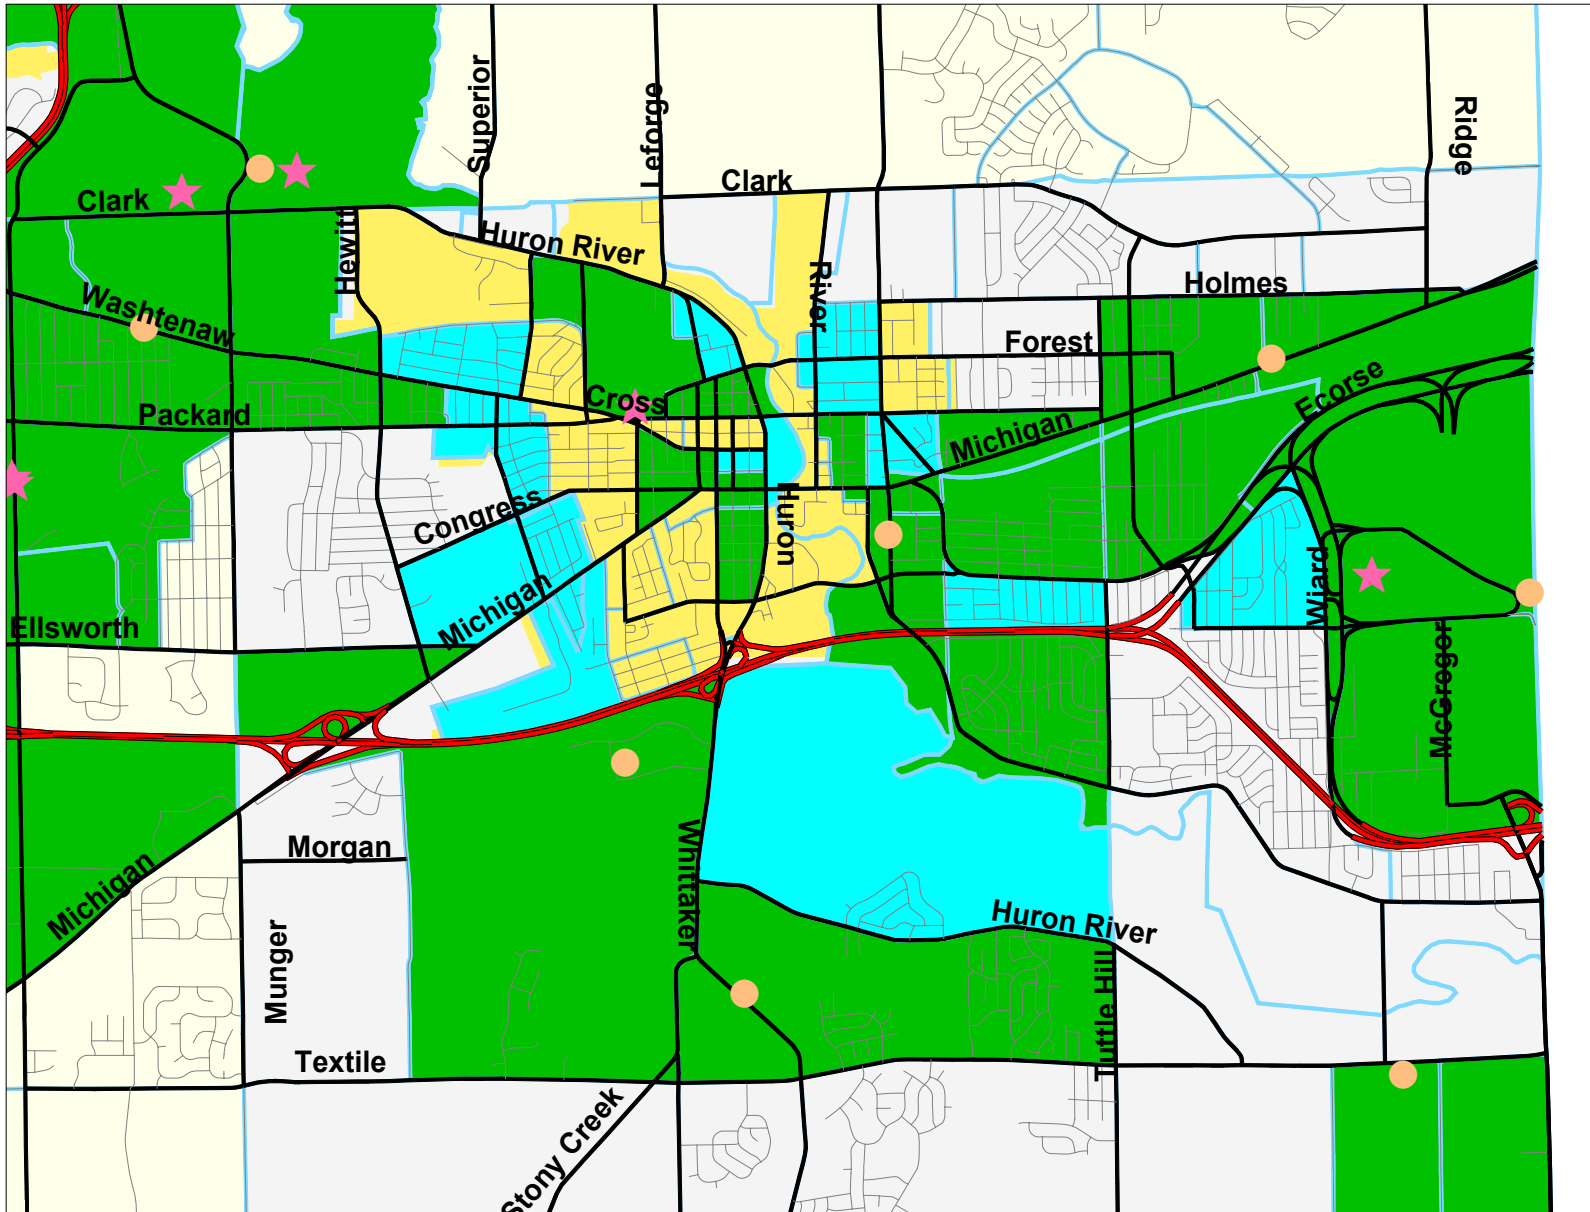 Superior
Leforge
Ridge
Clark
Clark
Hewitt
Huron River
River
Holmes
Washtenaw
Forest
Ecorse
Cross
Packard
Michigan
Congress
Huron
Wiard
Michigan
Ellsworth
McGregor
Whittaker
Morgan
Michigan
Huron River
Munger
Tuttle Hill
Textile
Stony Creek